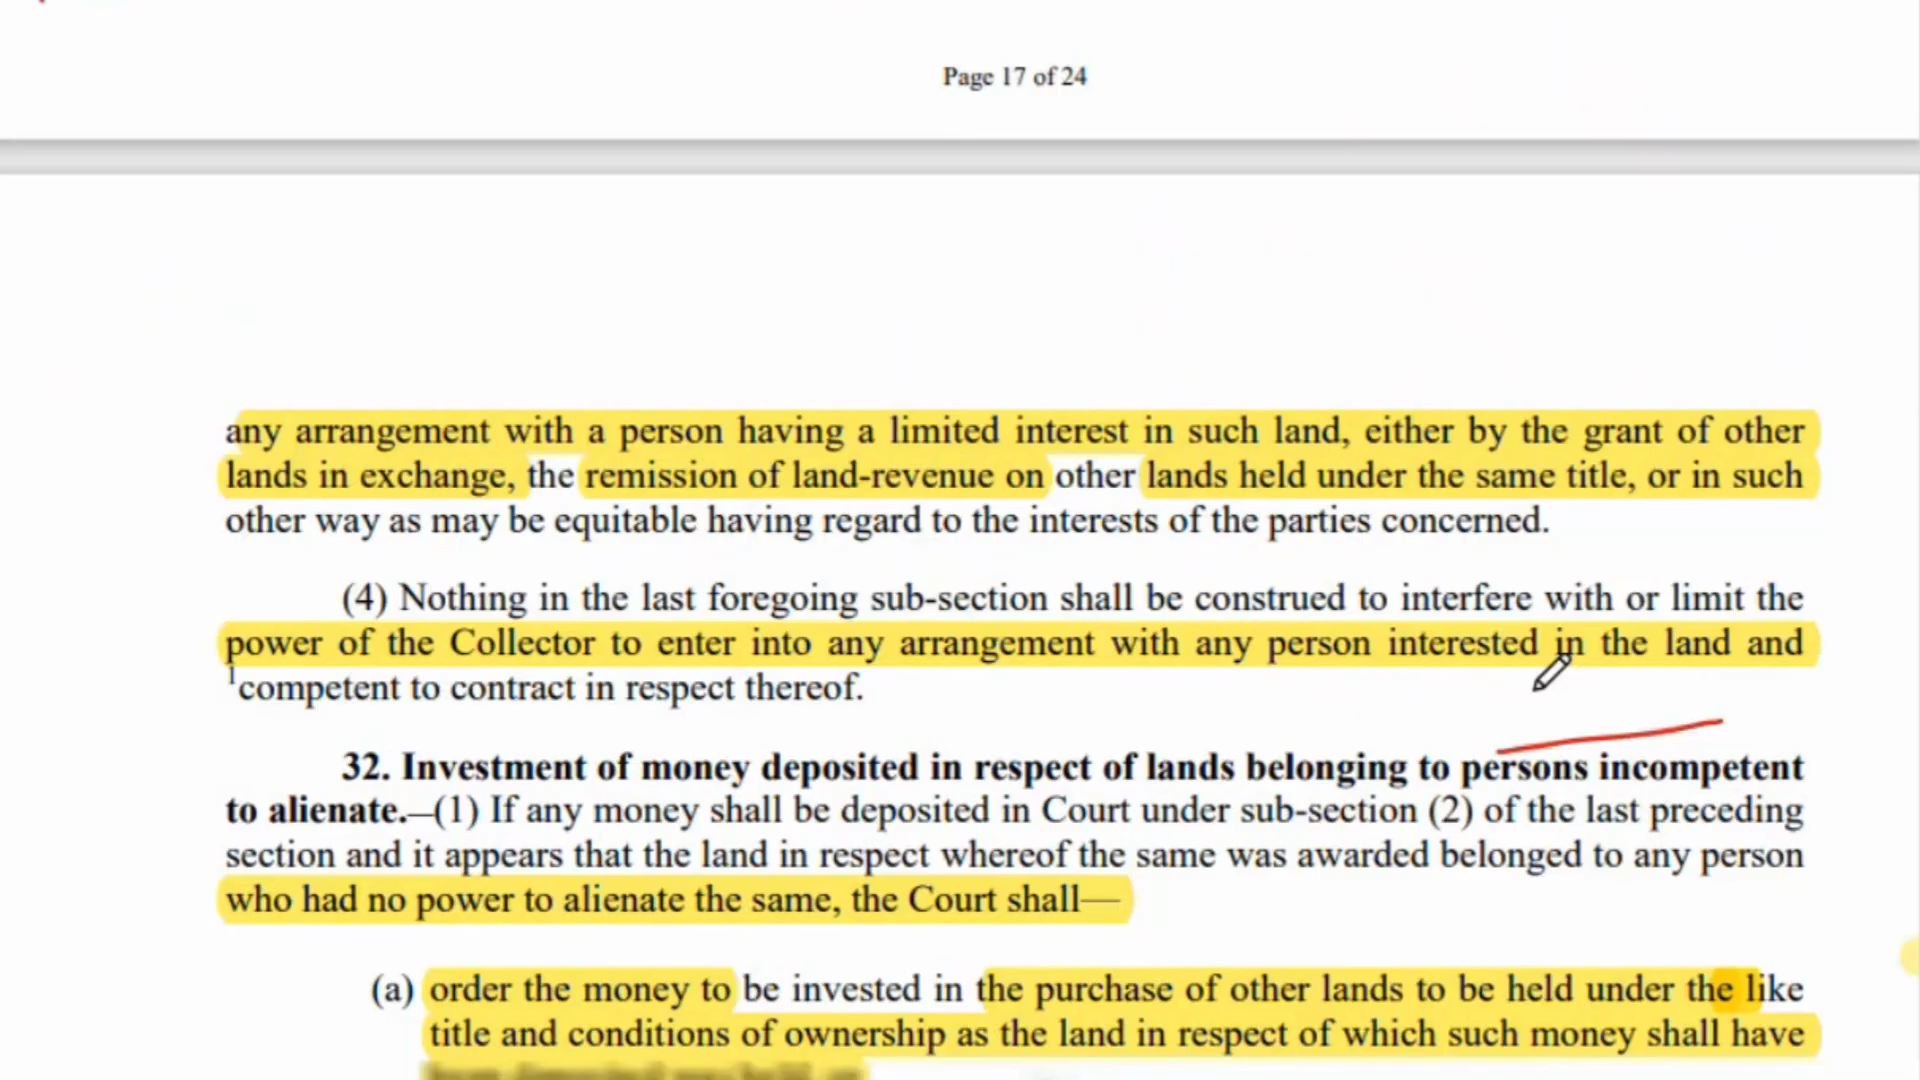 Page 17 of 24
any arrangement with a person having a limited interest in such land, either by the grant of other
lands in exchange, the remission of land-revenue on other lands held under the same title, or in such
other way as may be equitable having regard to the interests of the parties concerned.
(4) Nothing in the last foregoing sub-section shall be construed to interfere with or limit the
power of the Collector to enter into any arrangement with any person interested in the land and
1competent to contract in respect thereof.
32. Investment of money deposited in respect of lands belonging to persons incompetent
to alienate.—(1) If any money shall be deposited in Court under sub-section (2) of the last preceding
section and it appears that the land in respect whereof the same was awarded belonged to any person
who had no power to alienate the same, the Court shall—
(a) order the money to be invested in the purchase of other lands to be held under the like
title and conditions of ownership as the land in respect of which such money shall have